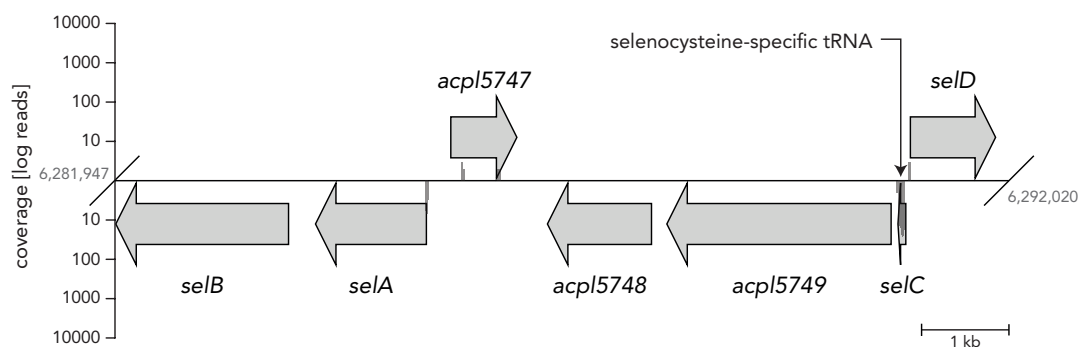 10000
1000
selenocysteine-specific tRNA
acpl5747
selD
100
10
coverage [log reads]
6,281,947
6,292,020
10
100
selB
selA
acpl5748
acpl5749
selC
1000
10000
1 kb